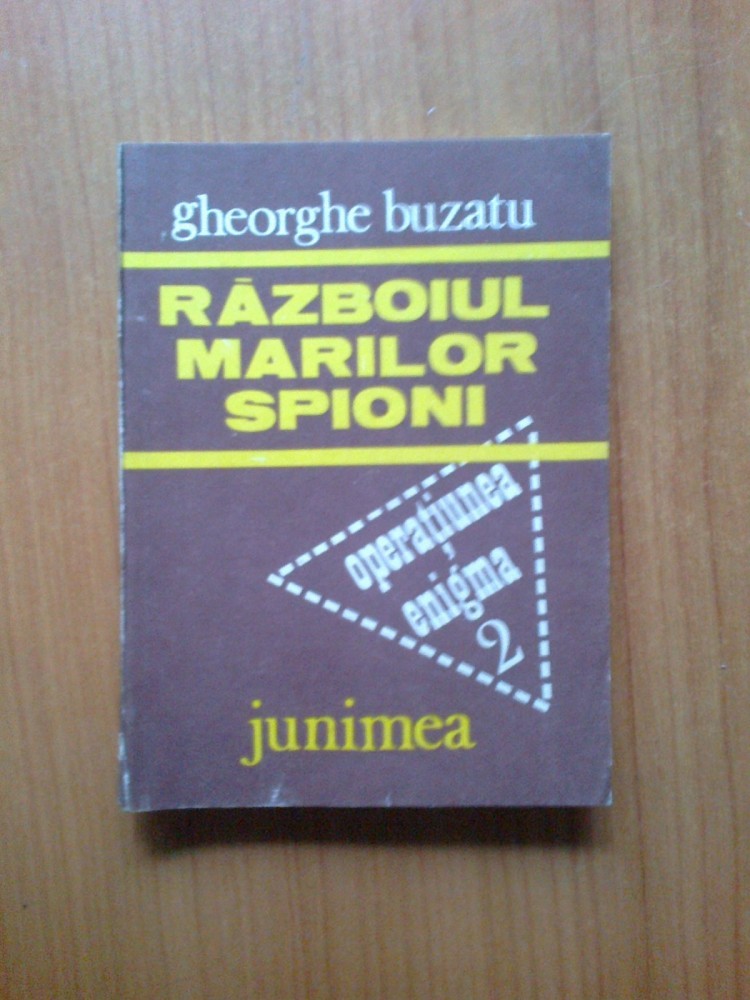 gheorghe buzatu
RĂZBOIUL
MARILOR
SPIONI
operațiunea
enigma
2
junimea